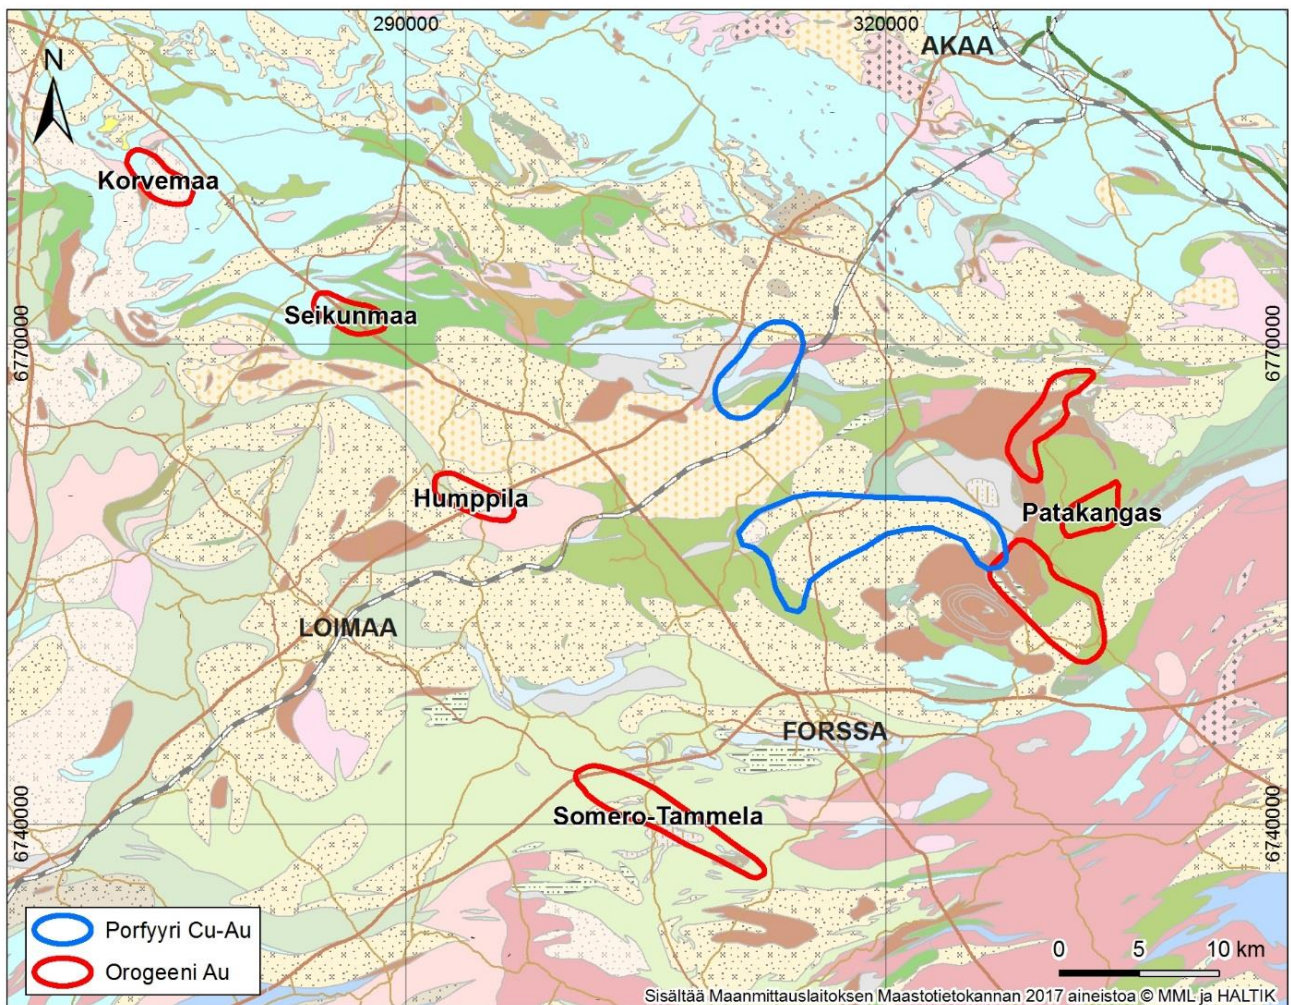 290000
320000
AKAA
N
Korvemaa
Seikunmaa
6770000
6770000
Humppila
Patakangas
LOIMAA
FORSSA
Somero-Tammela
6740000
6740000
Porfyyri Cu-Au
Orogeeni Au
0 5 10 km
Sisältää Maanmittauslaitoksen Maastotietokannan 2017 aineistoa © MML ja HALTIK